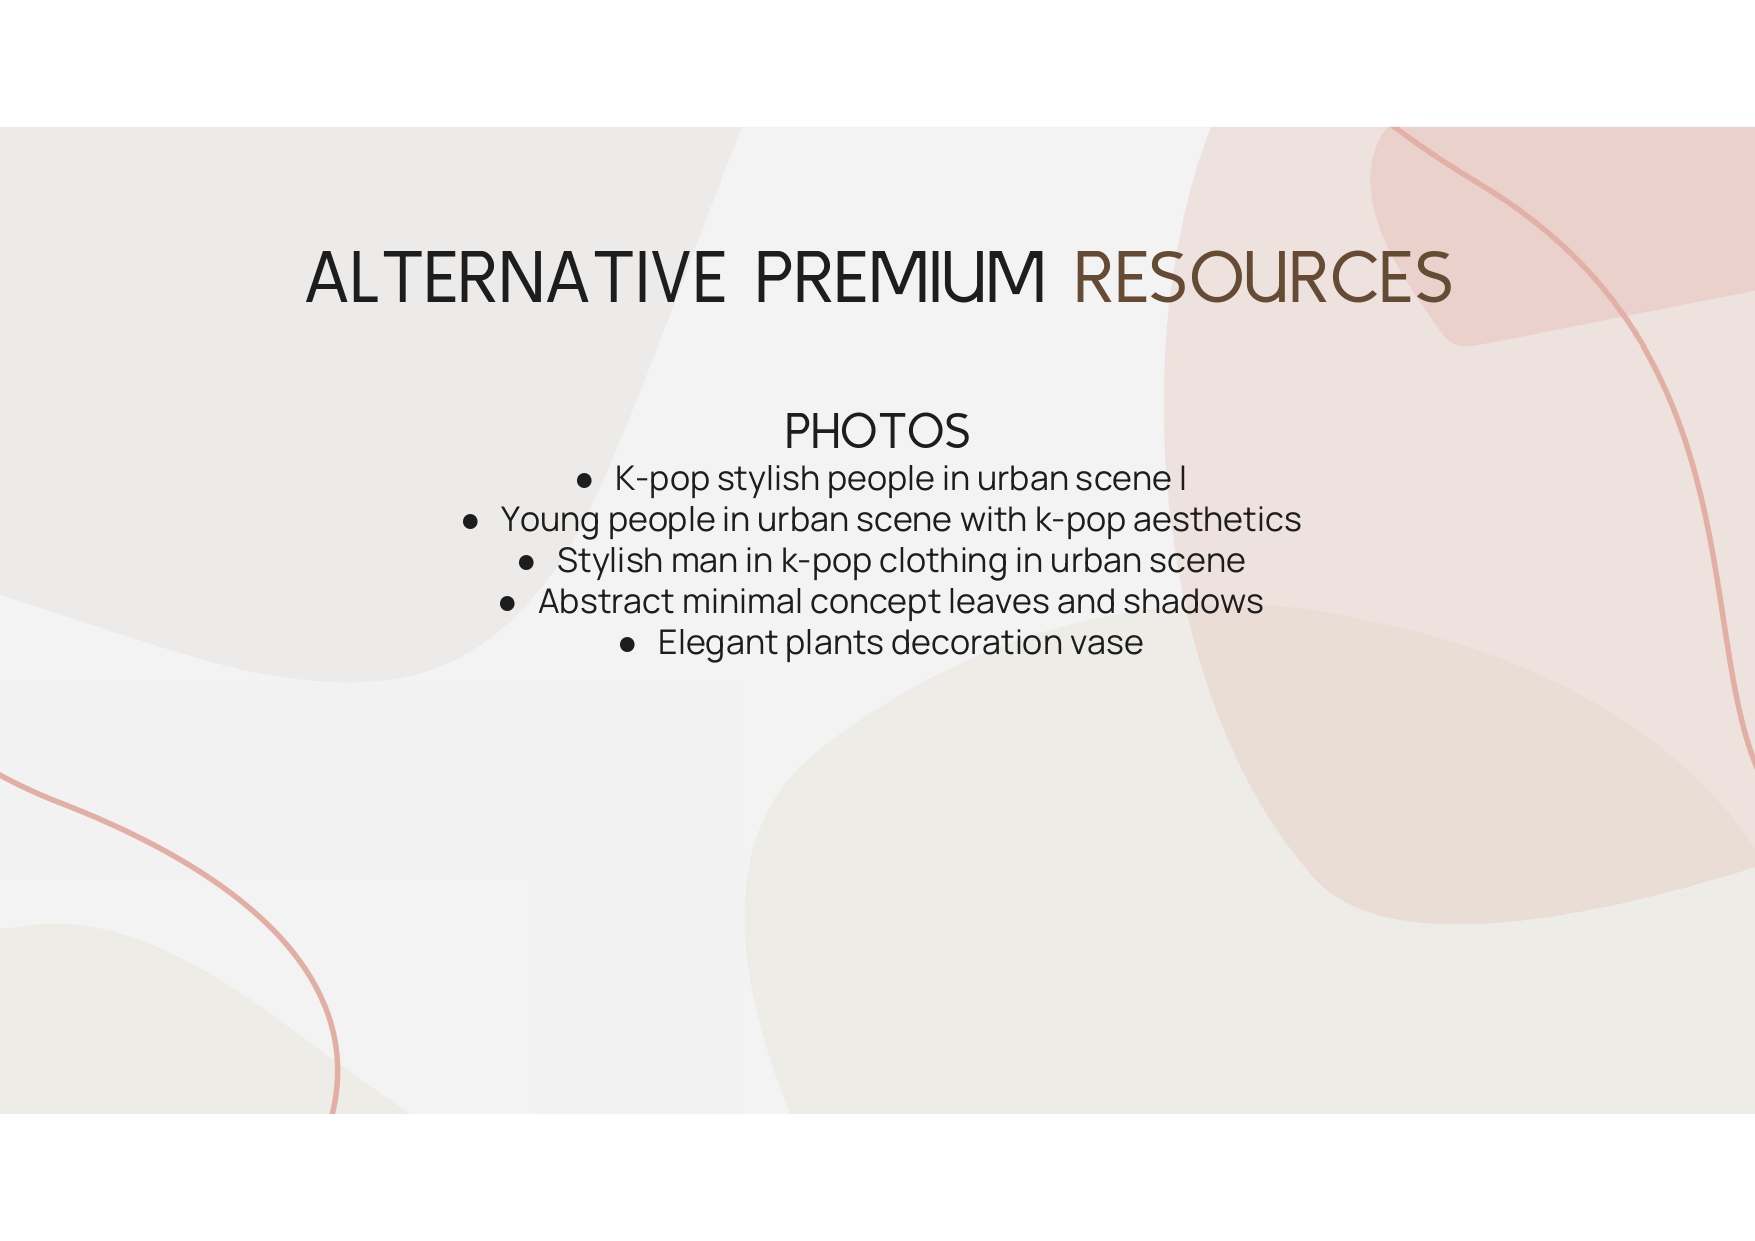 ALTERNATIVE PREMIUM RESOURCES
PHOTOS
● K-pop stylish people in urban scene I
● Young people in urban scene with k-pop aesthetics
● Stylish man in k-pop clothing in urban scene
● Abstract minimal concept leaves and shadows
● Elegant plants decoration vase